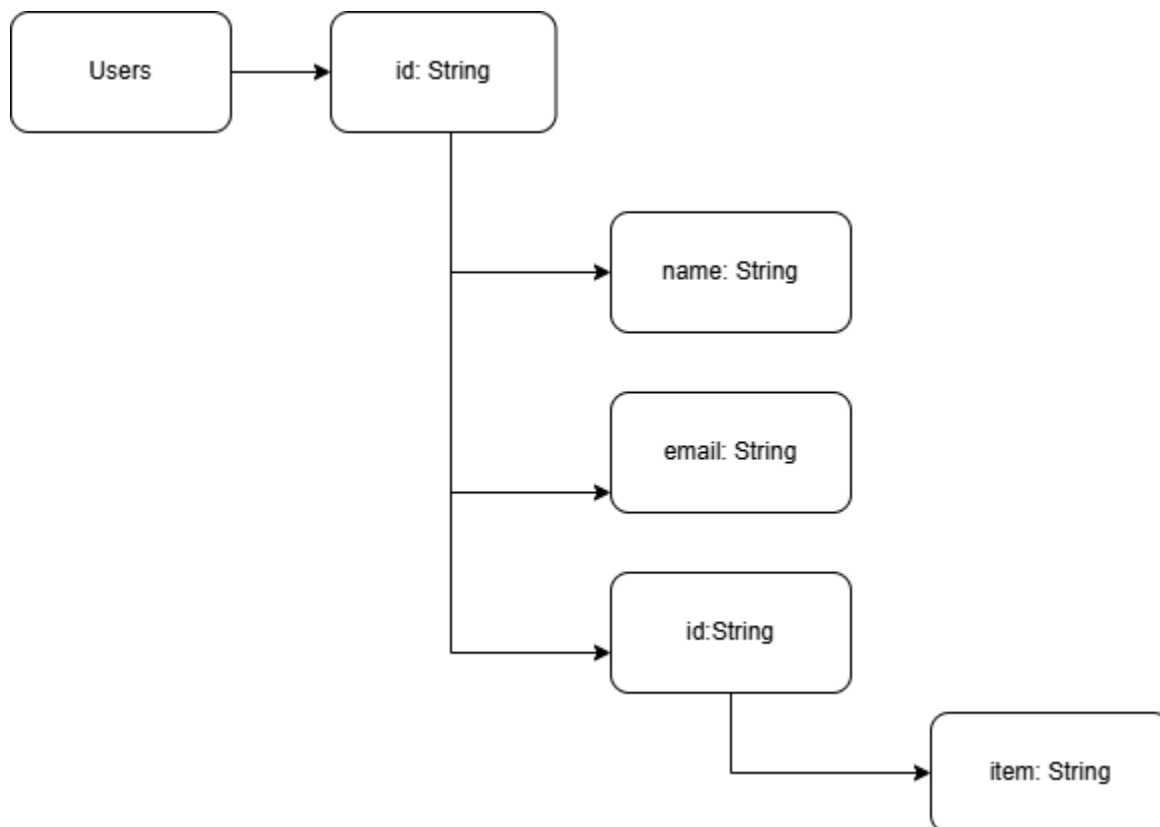 Users
id: String
name: String
email: String
id:String
item: String